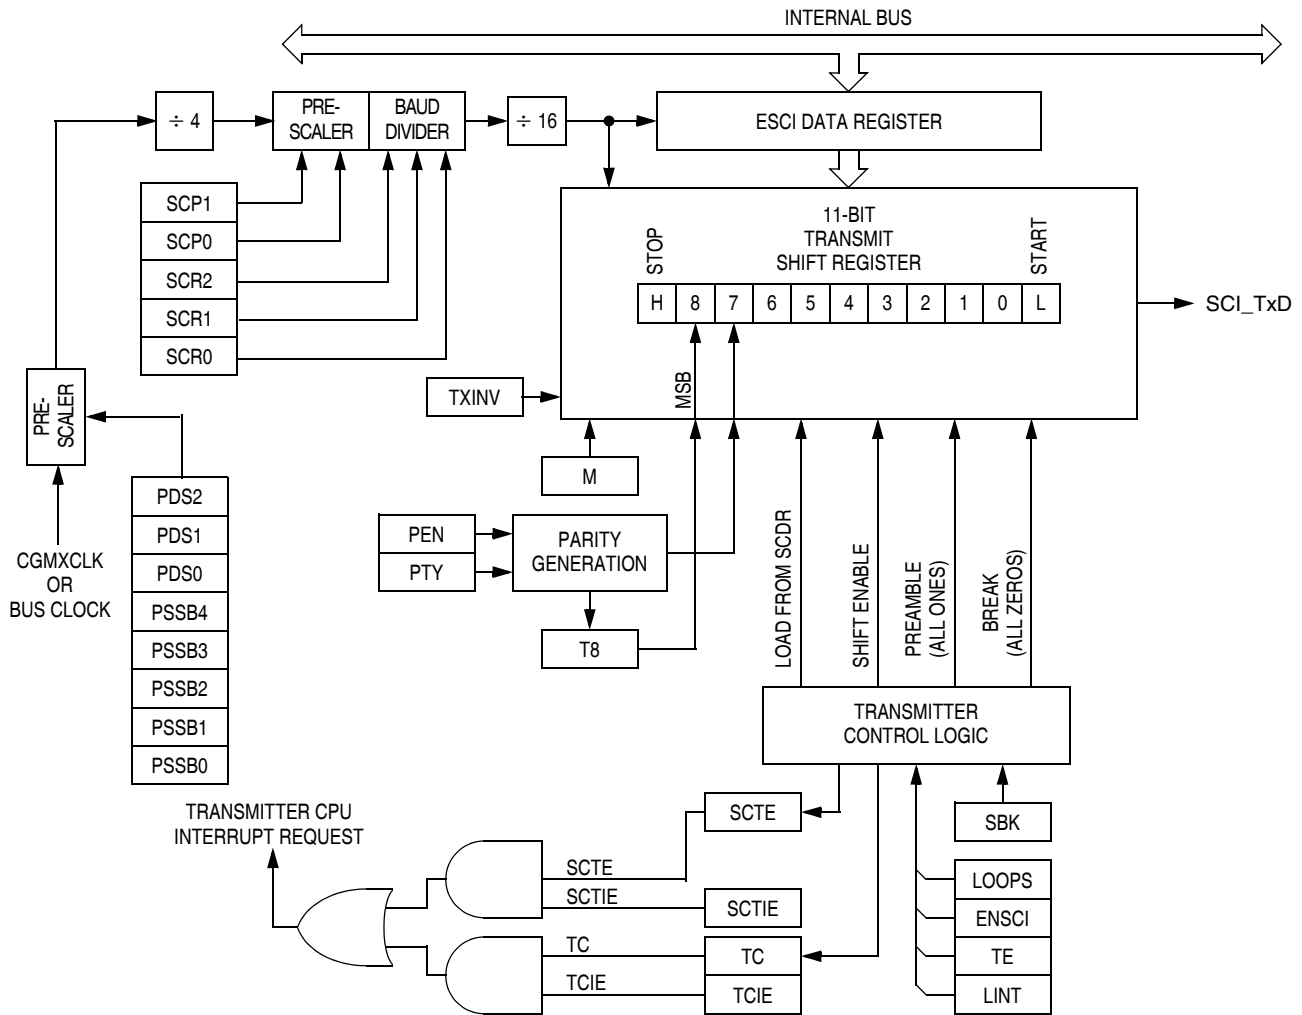 INTERNAL BUS
÷ 4
PRE-
SCALER
BAUD
DIVIDER
÷ 16
ESCI DATA REGISTER
SCP1
SCP0
SCR2
SCR1
SCR0
11-BIT
TRANSMIT
SHIFT REGISTER
STOP
START
H 8 7 6 5 4 3 2 1 0 L
SCI_TxD
MSB
TXINV
M
PRE-
SCALER
CGMXCLK
OR
BUS CLOCK
PDS2
PDS1
PDS0
PSSB4
PSSB3
PSSB2
PSSB1
PSSB0
PEN
PTY
PARITY
GENERATION
T8
LOAD FROM SCDR
SHIFT ENABLE
PREAMBLE
(ALL ONES)
BREAK
(ALL ZEROS)
TRANSMITTER
CONTROL LOGIC
TRANSMITTER CPU
INTERRUPT REQUEST
SCTE
SBK
SCTE
SCTIE
SCTIE
TC
TC
TCIE
TCIE
LOOPS
ENSCI
TE
LINT